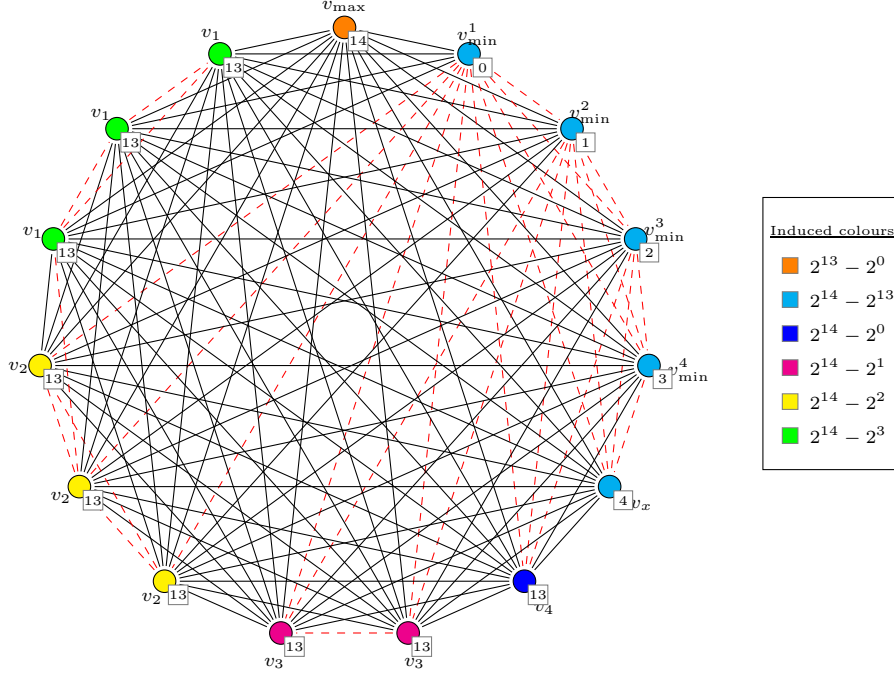 v_max
14
v_1
13
v^1_min
0
v_1
13
v^2_min
1
v_1
13
v^3_min
2
v_2
13
v^4_min
3
v_2
13
v_x
4
v_2
13
v_4
13
v_3
13
v_3
13
Induced colours
2^13 − 2^0
2^14 − 2^13
2^14 − 2^0
2^14 − 2^1
2^14 − 2^2
2^14 − 2^3